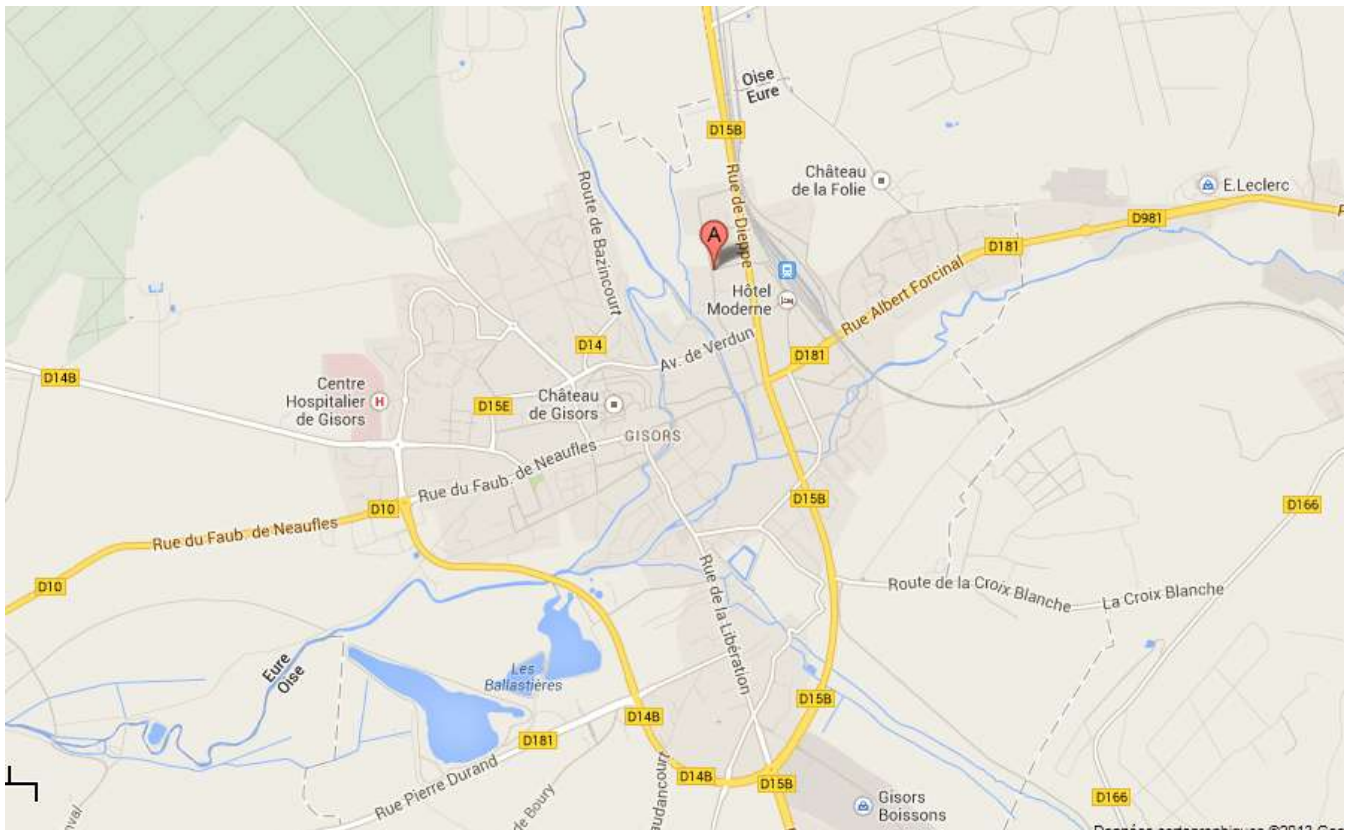 Oise
Eure
D15B
Rue de Dieppe
Château
de la Folie
E.Leclerc
D981
D181
Route de Bazincourt
A
Hôtel
Moderne
Rue Albert Forcinal
Av. de Verdun
D14
D181
D14B
Centre
Hospitalier
de Gisors
H
D15E
Château
de Gisors
GISORS
Rue du Faub. de Neaufles
D10
Rue du Faub. de Neaufles
D15B
D166
D10
Rue de la Libération
Route de la Croix Blanche
La Croix Blanche
Eure
Oise
Les
Ballastières
D15B
D14B
D181
D14B
D15B
Rue Pierre Durand
de Boury
Gisors
Boissons
D166